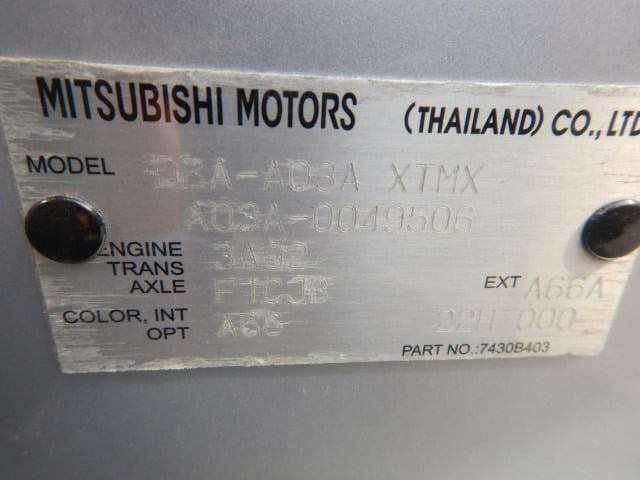 MITSUBISHI MOTORS (THAILAND) CO.,LTD
MODEL DBA-A03A XTMX
A03A-0049506
ENGINE 3A92
TRANS
AXLE F1CJB EXT A66A
COLOR, INT A66 22H 000
OPT
PART NO.:7430B403